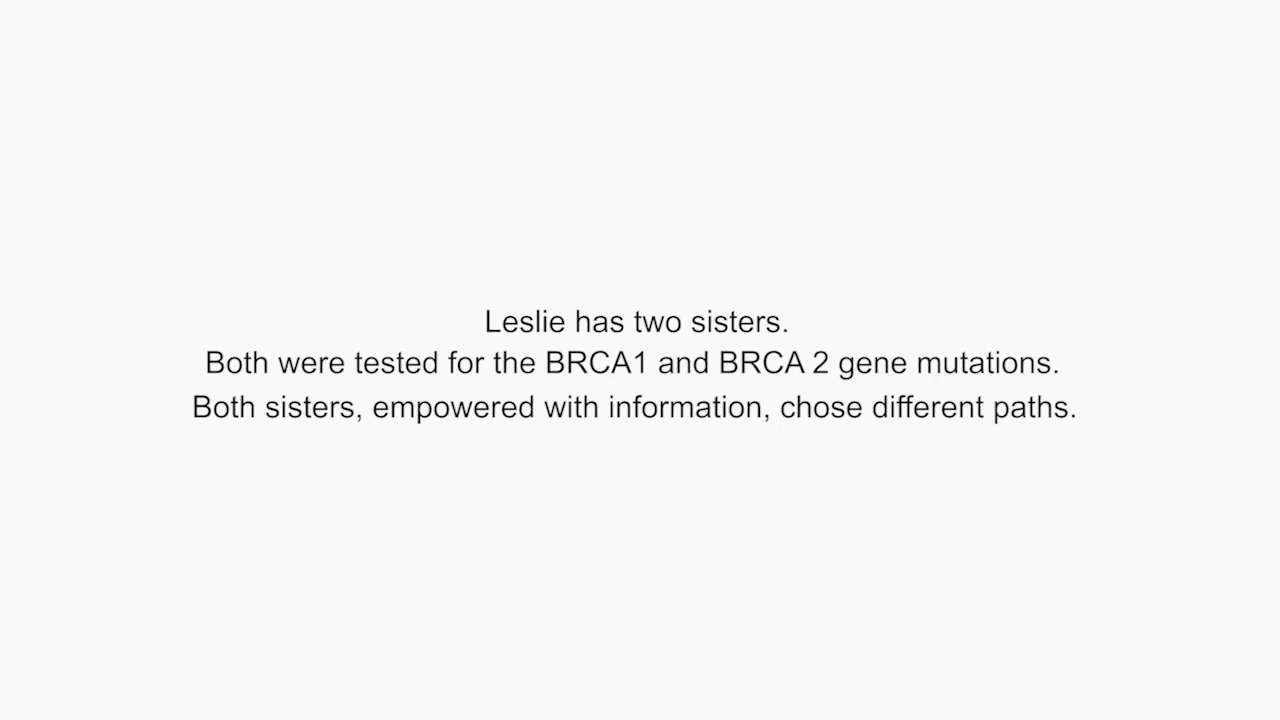 Leslie has two sisters.
Both were tested for the BRCA1 and BRCA 2 gene mutations.
Both sisters, empowered with information, chose different paths.